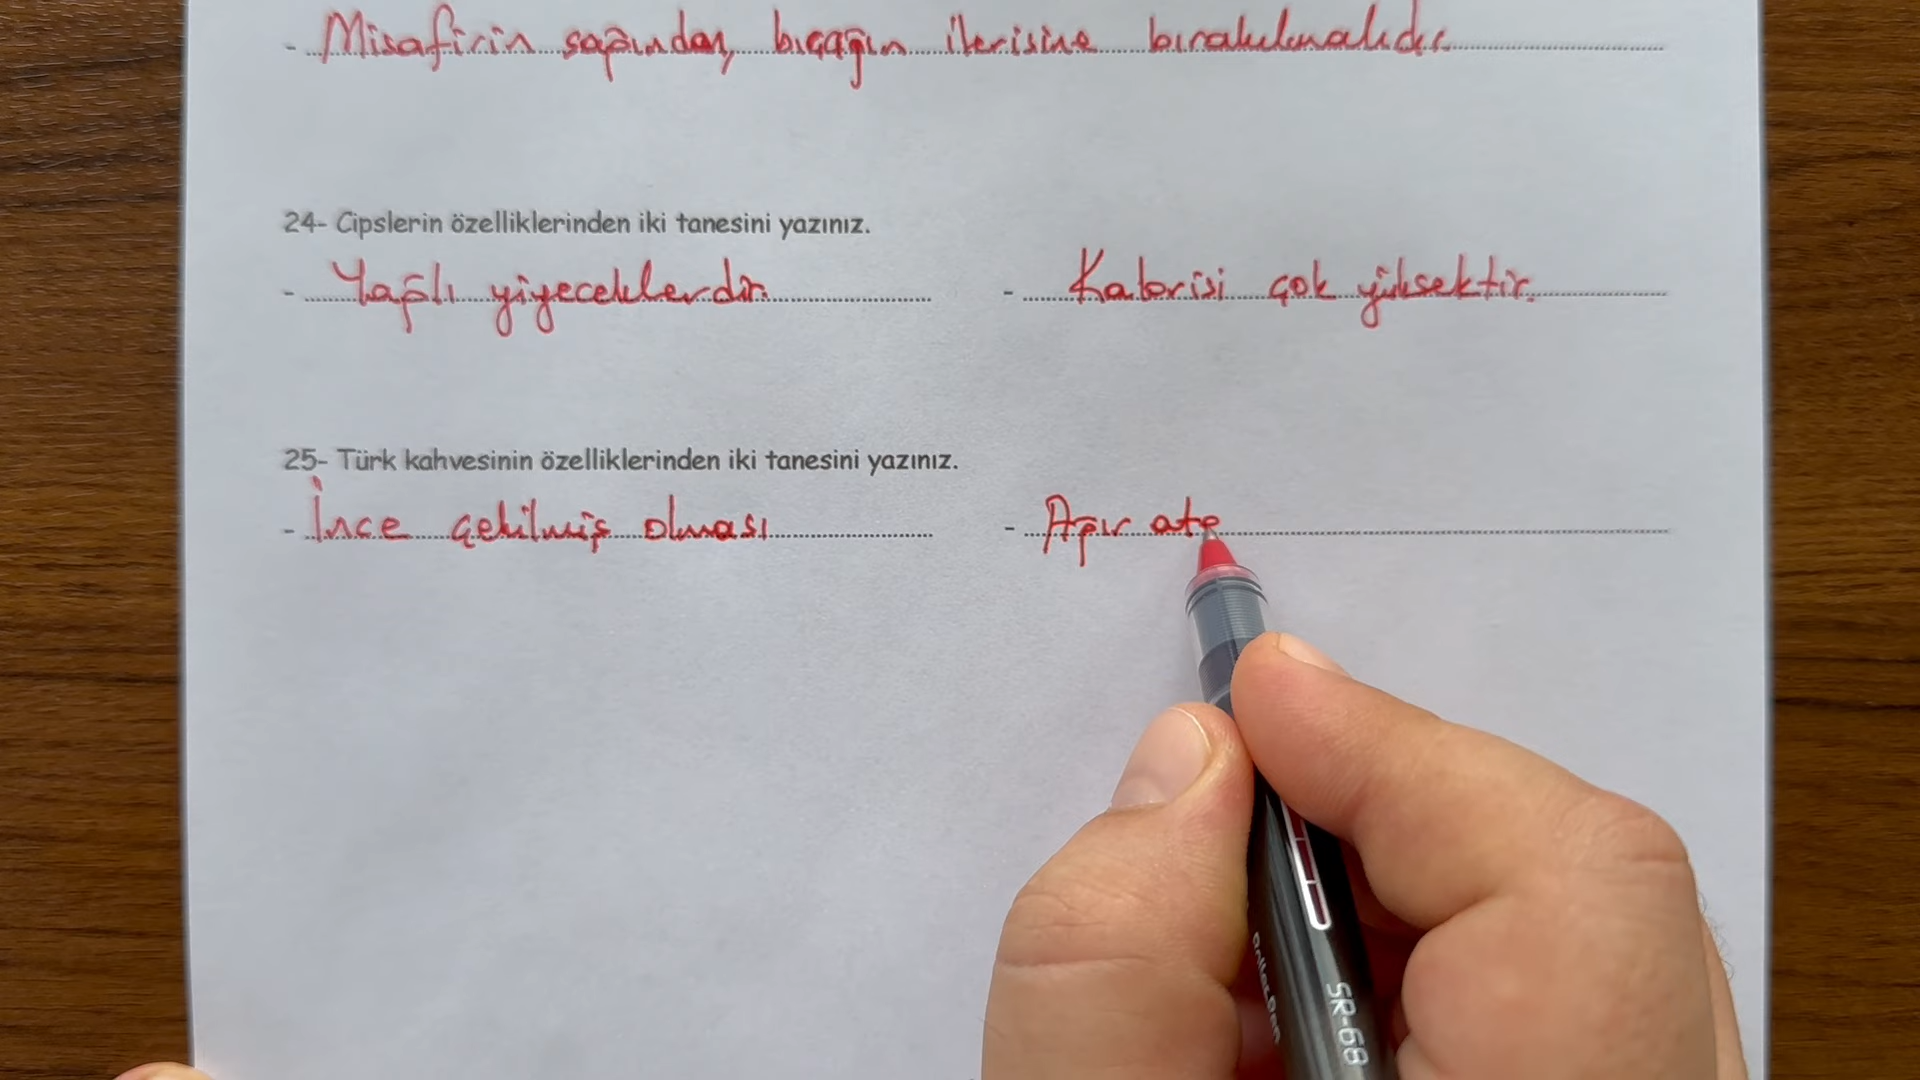 - Misafirin sağından, bıçağın ilerisine bırakılmalıdır.
24- Cipslerin özelliklerinden iki tanesini yazınız.
- Yağlı yiyeceklerdir. - Kalorisi çok yüksektir.
25- Türk kahvesinin özelliklerinden iki tanesini yazınız.
- İnce çekilmiş olması - Ağır ate
SR-68